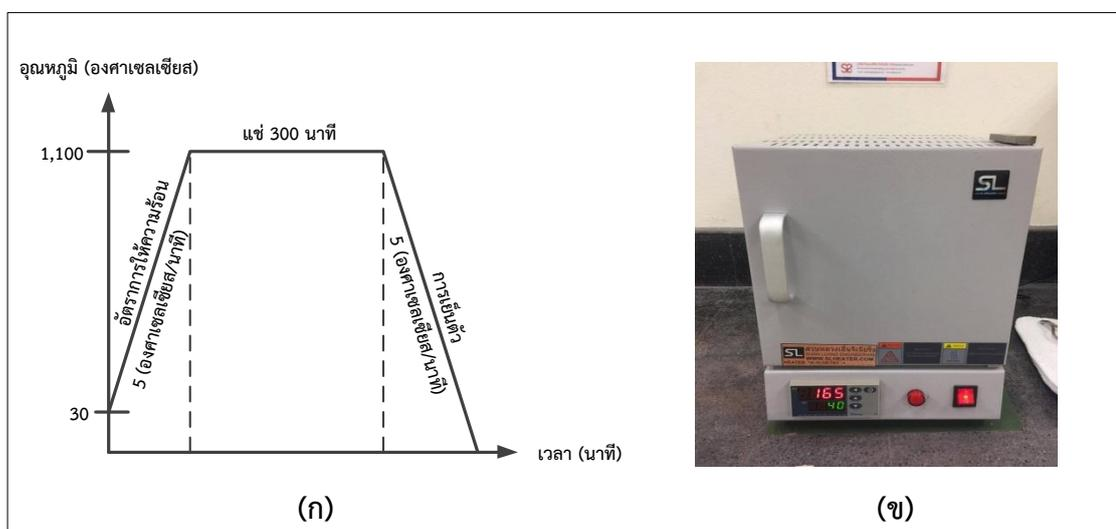 อุณหภูมิ (องศาเซลเซียส)
แช่ 300 นาที
1,100
อัตราการให้ความร้อน
5 (องศาเซลเซียส/นาที)
การเย็นตัว
5 (องศาเซลเซียส/นาที)
30
เวลา (นาที)
(ก)
SL
SL
WWW.SLHEATER.COM
165
40
(ข)